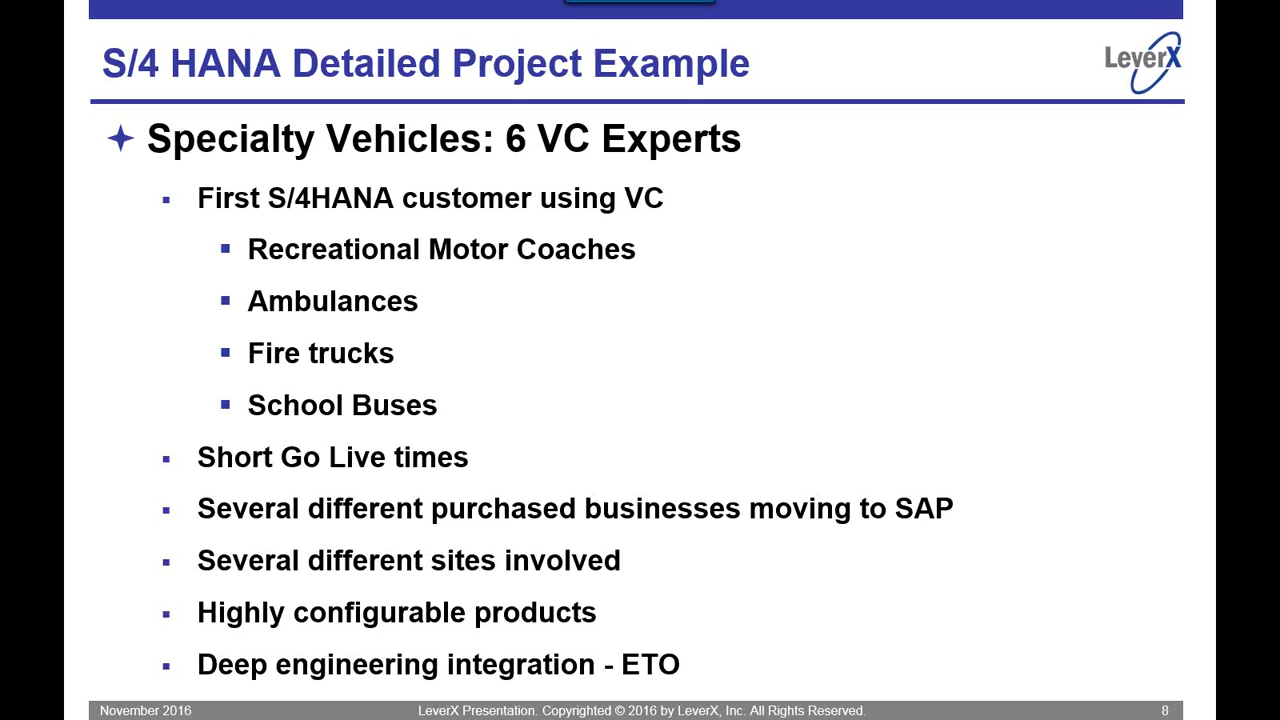 S/4 HANA Detailed Project Example
LeverX
Specialty Vehicles: 6 VC Experts
First S/4HANA customer using VC
Recreational Motor Coaches
Ambulances
Fire trucks
School Buses
Short Go Live times
Several different purchased businesses moving to SAP
Several different sites involved
Highly configurable products
Deep engineering integration - ETO
November 2016
LeverX Presentation. Copyrighted © 2016 by LeverX, Inc. All Rights Reserved.
8